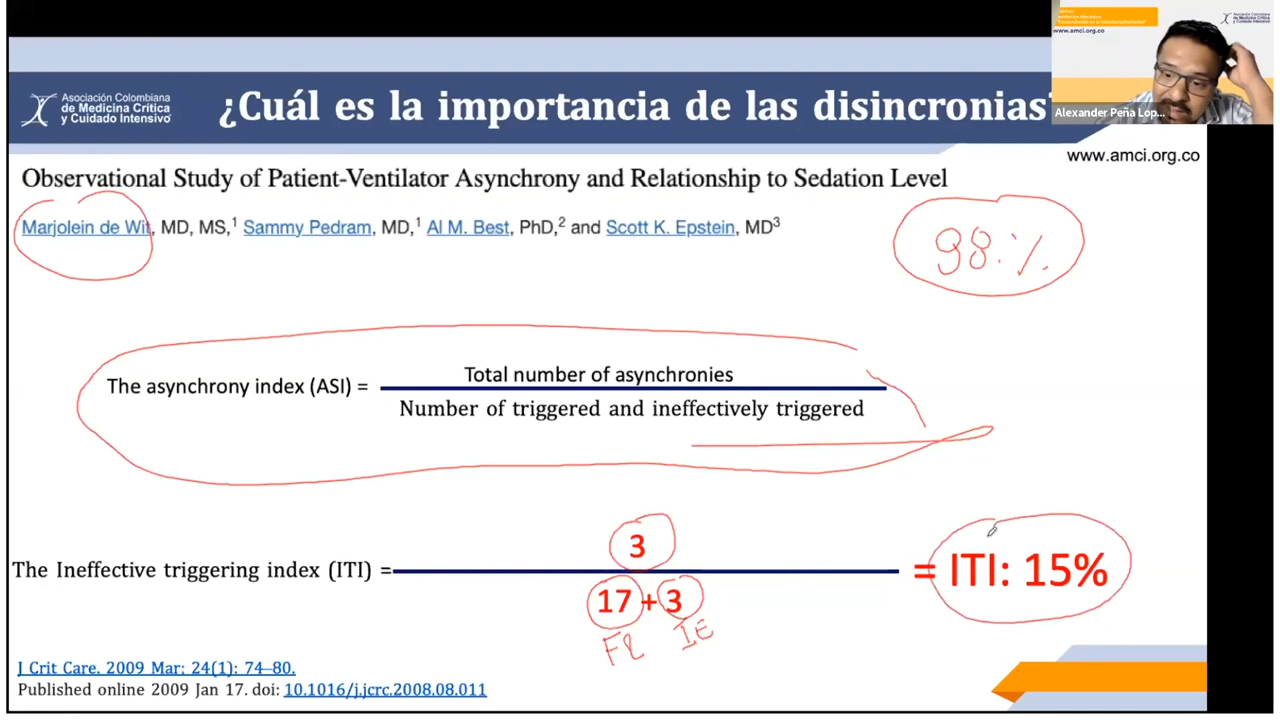 www.amci.org.co
Asociación Colombiana
de Medicina Crítica
y Cuidado Intensivo
¿Cuál es la importancia de las disincronias?
Alexander Peña Lop...
www.amci.org.co
Observational Study of Patient-Ventilator Asynchrony and Relationship to Sedation Level
Marjolein de Wit, MD, MS,1 Sammy Pedram, MD,1 Al M. Best, PhD,2 and Scott K. Epstein, MD3
98%
The asynchrony index (ASI) =
Total number of asynchronies
Number of triggered and ineffectively triggered
The Ineffective triggering index (ITI) =
3
17 + 3
= ITI: 15%
FR IE
J Crit Care. 2009 Mar; 24(1): 74–80.
Published online 2009 Jan 17. doi: 10.1016/j.jcrc.2008.08.011